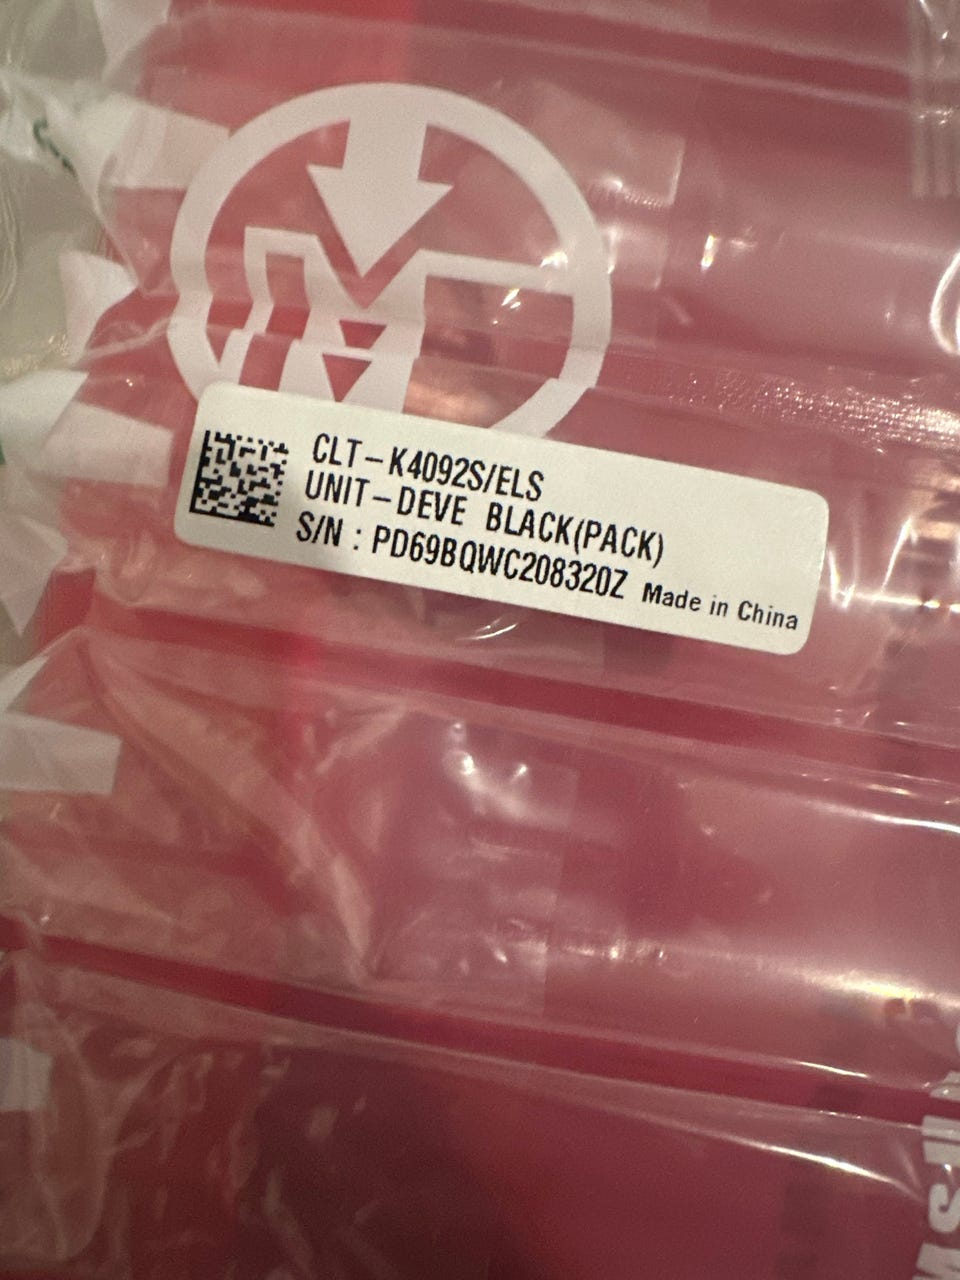 CLT-K4092S/ELS
UNIT-DEVE BLACK(PACK)
S/N : PD69BQWC208320Z Made in China